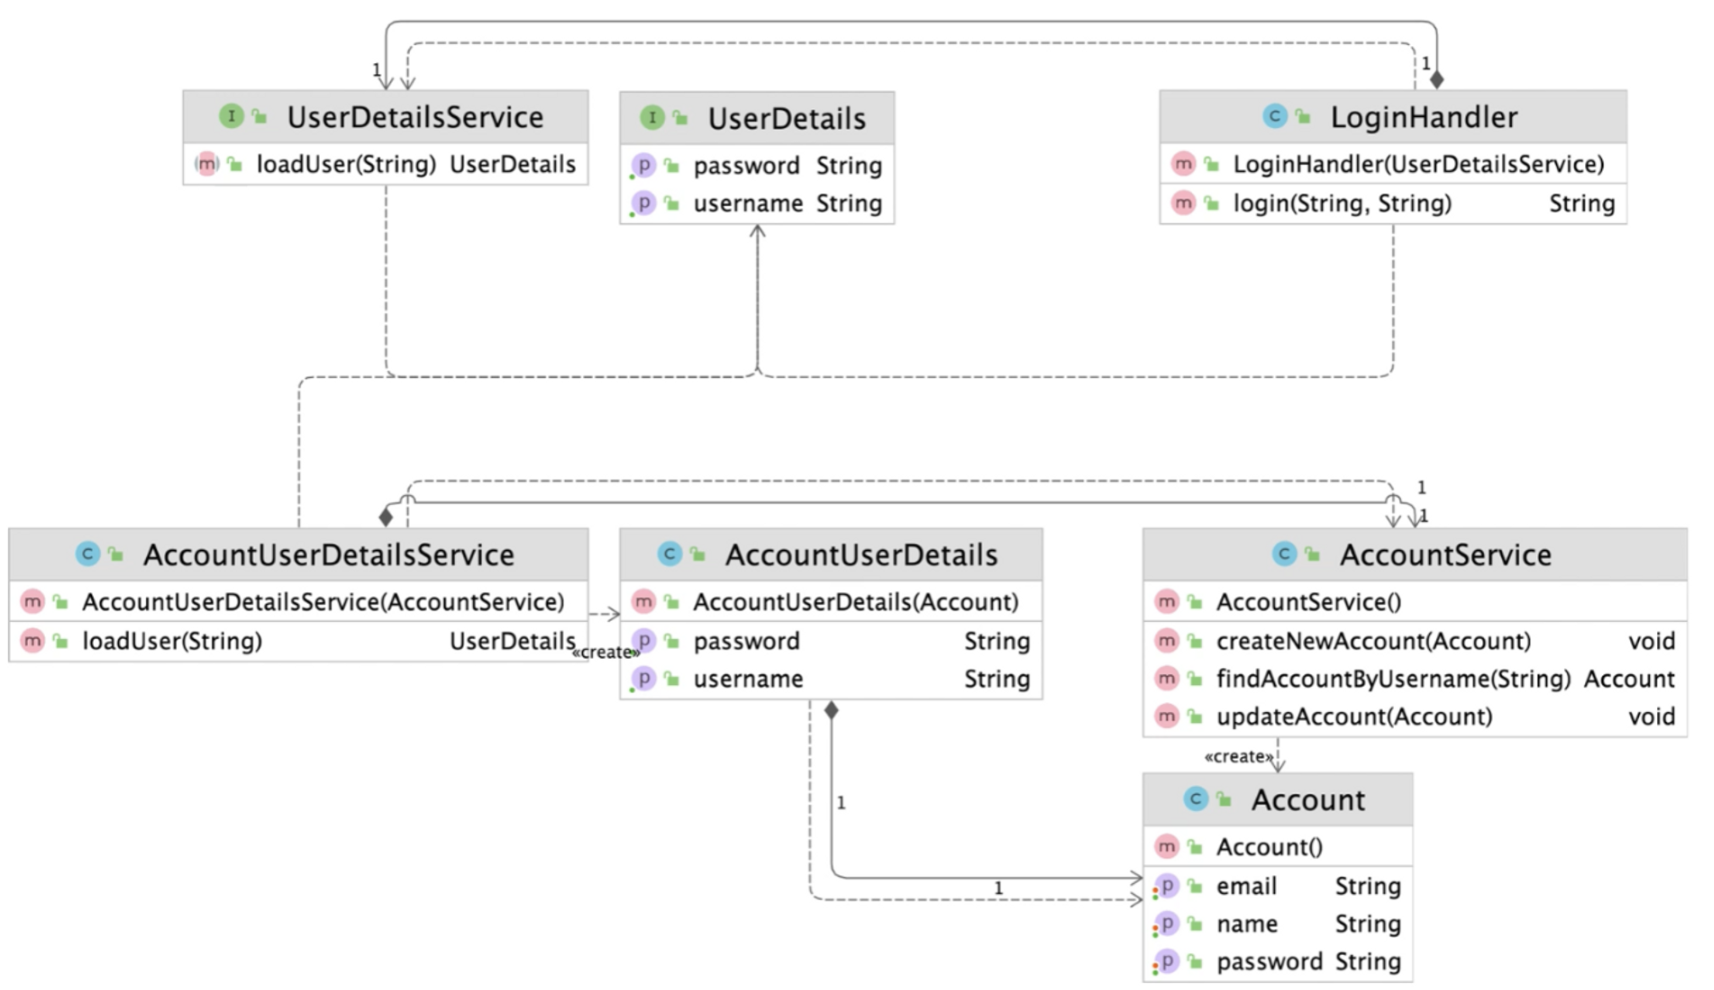 1
1
I UserDetailsService
m loadUser(String) UserDetails
I UserDetails
p password String
p username String
C LoginHandler
m LoginHandler(UserDetailsService)
m login(String, String) String
1
1
C AccountUserDetailsService
m AccountUserDetailsService(AccountService)
m loadUser(String) UserDetails
«create»
C AccountUserDetails
m AccountUserDetails(Account)
p password String
p username String
C AccountService
m AccountService()
m createNewAccount(Account) void
m findAccountByUsername(String) Account
m updateAccount(Account) void
«create»
1
1
C Account
m Account()
p email String
p name String
p password String